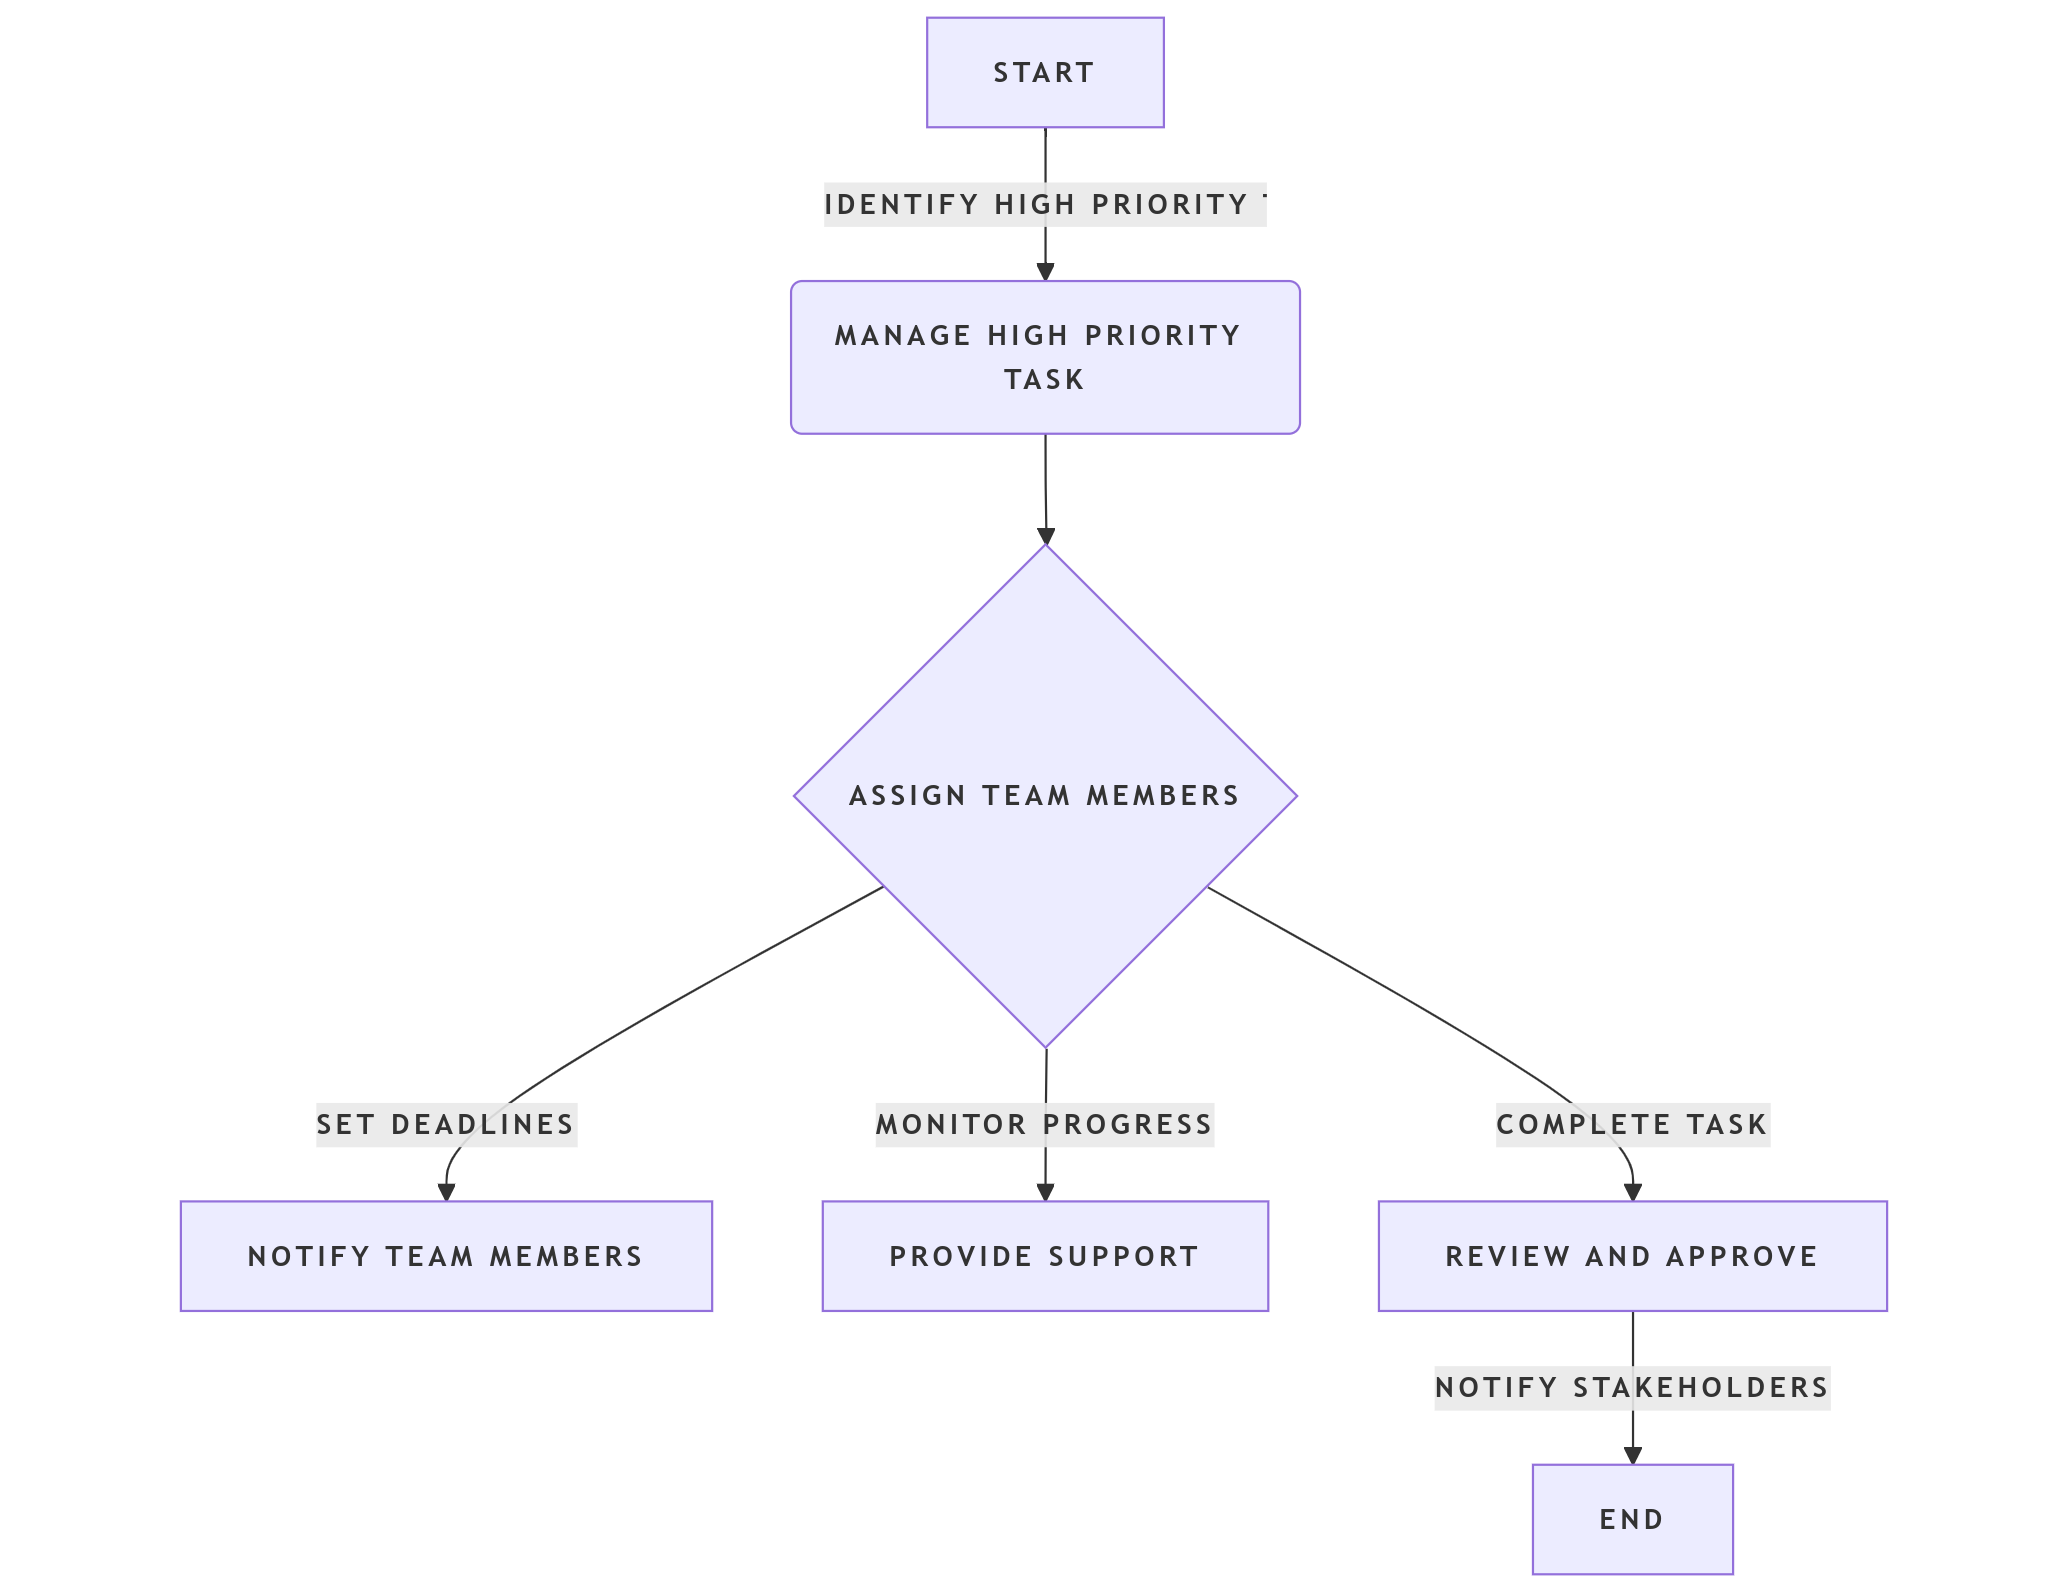 START
IDENTIFY HIGH PRIORITY
MANAGE HIGH PRIORITY
TASK
ASSIGN TEAM MEMBERS
SET DEADLINES
MONITOR PROGRESS
COMPLETE TASK
NOTIFY TEAM MEMBERS
PROVIDE SUPPORT
REVIEW AND APPROVE
NOTIFY STAKEHOLDERS
END